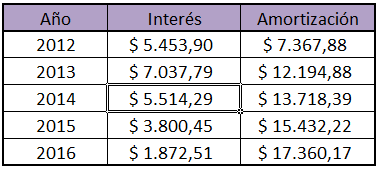 Año Interés Amortización
2012 $ 5.453,90 $ 7.367,88
2013 $ 7.037,79 $ 12.194,88
2014 $ 5.514,29 $ 13.718,39
2015 $ 3.800,45 $ 15.432,22
2016 $ 1.872,51 $ 17.360,17